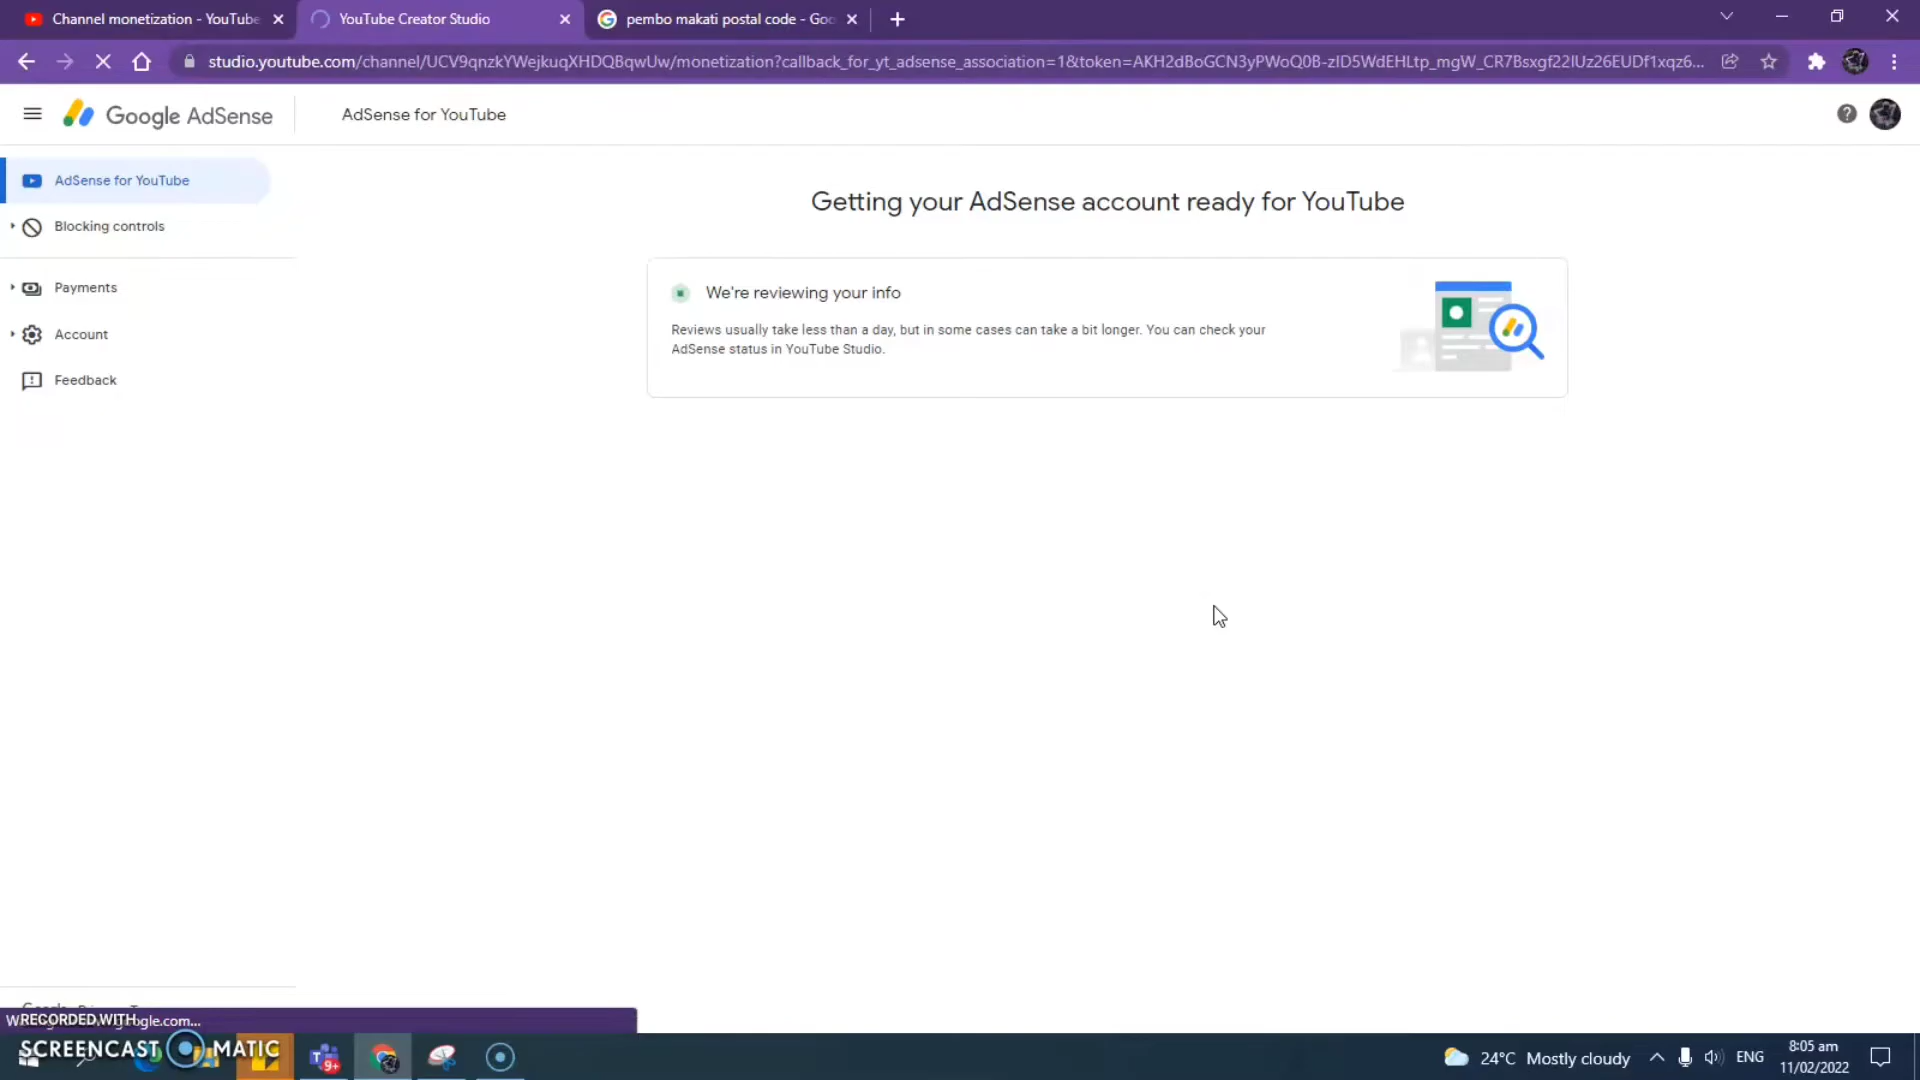 Channel monetization - YouTube
YouTube Creator Studio
pembo makati postal code - Goo
studio.youtube.com/channel/UCV9qnzkYWejkuqXHDQBqwUw/monetization?callback_for_yt_adsense_association=1&token=AKH2dBoGCN3yPWoQ0B-zID5WdEHLtp_mgW_CR7Bsxgf22lUz26EUDf1xqz6...
Google AdSense
AdSense for YouTube
AdSense for YouTube
Blocking controls
Payments
Account
Feedback
Getting your AdSense account ready for YouTube
We're reviewing your info
Reviews usually take less than a day, but in some cases can take a bit longer. You can check your
AdSense status in YouTube Studio.
RECORDED WITH
SCREENCAST MATIC
9+
24°C Mostly cloudy
ENG
8:05 am
11/02/2022